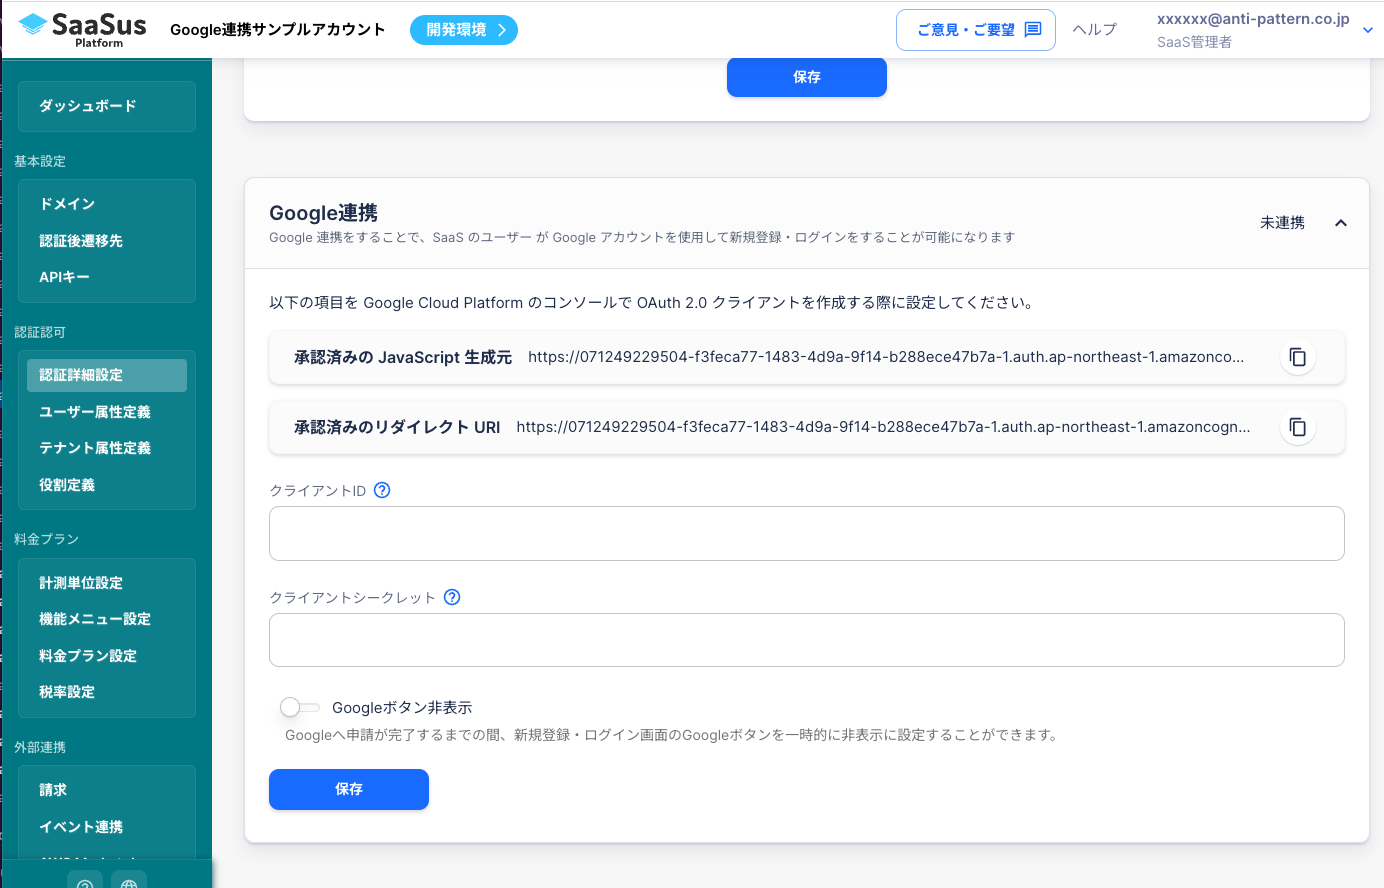 SaaSus
Platform
Google連携サンプルアカウント
開発環境
ご意見・ご要望
ヘルプ
xxxxxx@anti-pattern.co.jp
SaaS管理者
ダッシュボード
基本設定
ドメイン
認証後遷移先
APIキー
認証認可
認証詳細設定
ユーザー属性定義
テナント属性定義
役割定義
料金プラン
計測単位設定
機能メニュー設定
料金プラン設定
税率設定
外部連携
請求
イベント連携
保存
Google連携
Google 連携をすることで、SaaS のユーザー が Google アカウントを使用して新規登録・ログインをすることが可能になります
未連携
以下の項目を Google Cloud Platform のコンソールで OAuth 2.0 クライアントを作成する際に設定してください。
承認済みの JavaScript 生成元 https://071249229504-f3feca77-1483-4d9a-9f14-b288ece47b7a-1.auth.ap-northeast-1.amazonco...
承認済みのリダイレクト URI https://071249229504-f3feca77-1483-4d9a-9f14-b288ece47b7a-1.auth.ap-northeast-1.amazoncogn...
クライアントID
クライアントシークレット
Googleボタン非表示
Googleへ申請が完了するまでの間、新規登録・ログイン画面のGoogleボタンを一時的に非表示に設定することができます。
保存